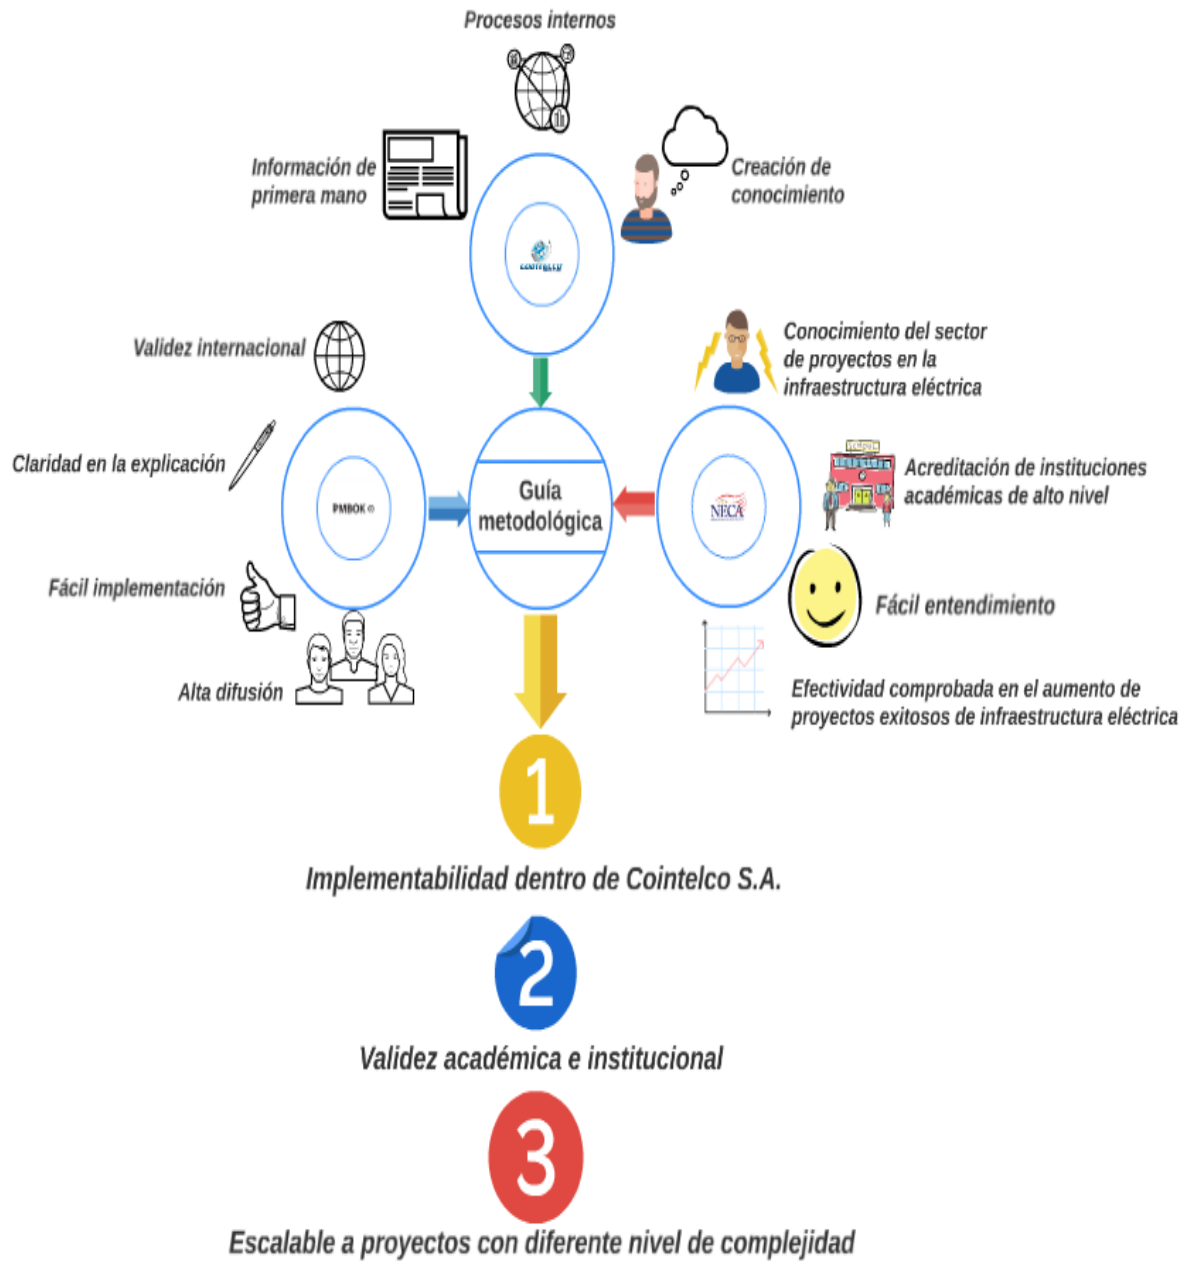 Procesos internos
Información de
primera mano
Creación de
conocimiento
COINTELCO
Validez internacional
Conocimiento del sector
de proyectos en la
infraestructura eléctrica
Claridad en la explicación
SCHOOL
Acreditación de instituciones
académicas de alto nivel
PMBOK ®
Guía
metodológica
NECA
Fácil implementación
Fácil entendimiento
Alta difusión
Efectividad comprobada en el aumento de
proyectos exitosos de infraestructura eléctrica
1
Implementabilidad dentro de Cointelco S.A.
2
Validez académica e institucional
3
Escalable a proyectos con diferente nivel de complejidad